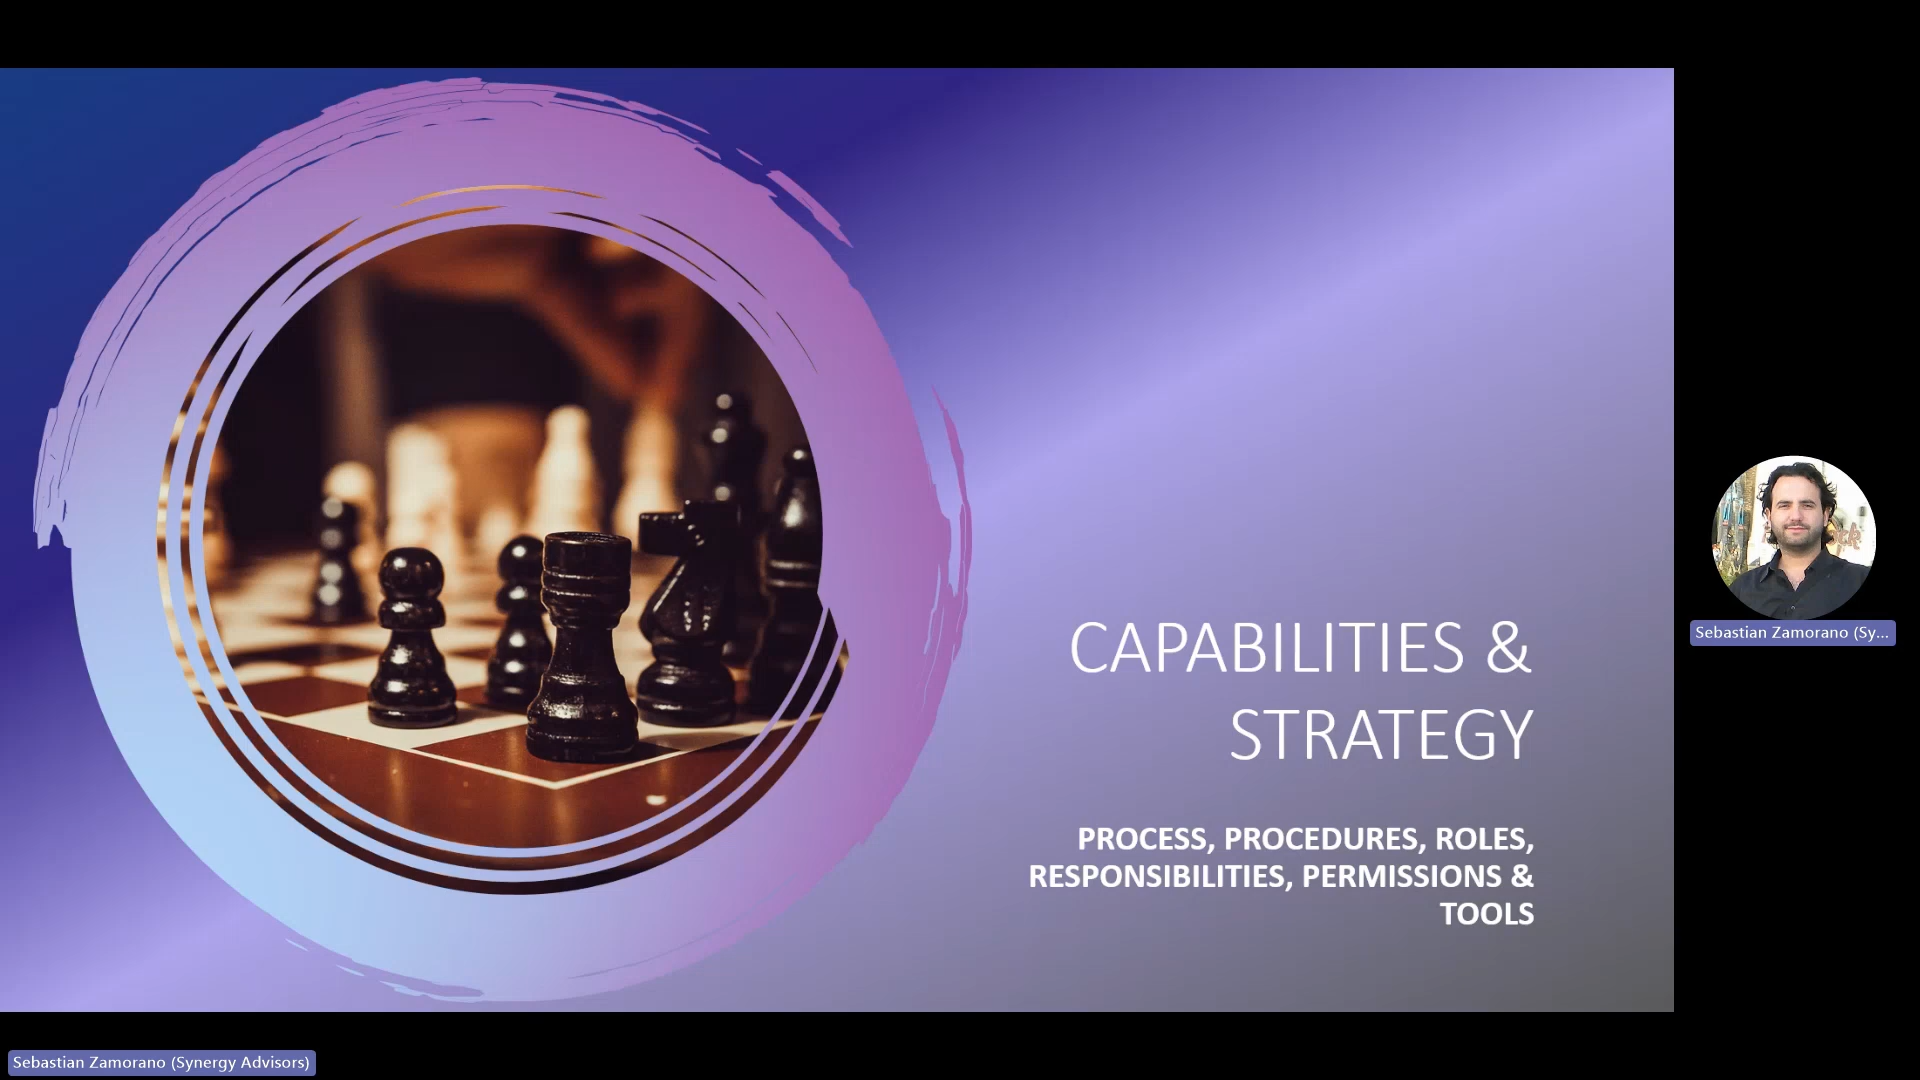 CAPABILITIES &
STRATEGY
PROCESS, PROCEDURES, ROLES,
RESPONSIBILITIES, PERMISSIONS &
TOOLS
Sebastian Zamorano (Sy...
Sebastian Zamorano (Synergy Advisors)